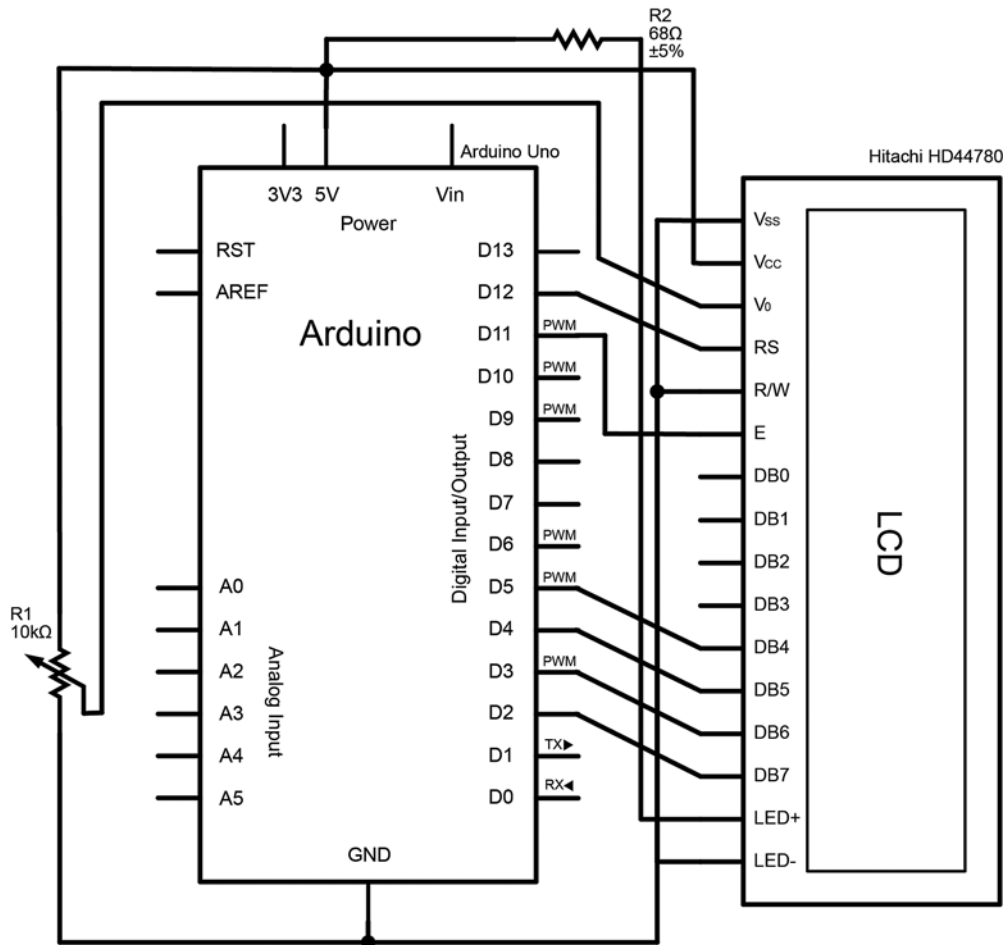 R2
68Ω
±5%
Arduino Uno
Hitachi HD44780
3V3 5V Vin
Power
RST
AREF
Arduino
D13
D12 PWM
D11 PWM
D10 PWM
D9
D8
D7
D6 PWM
D5 PWM
D4
D3 PWM
D2
D1 TX
D0 RX
Digital Input/Output
R1
10kΩ
A0
A1
A2
A3
A4
A5
Analog Input
GND
Vss
Vcc
V0
RS
R/W
E
DB0
DB1
DB2
DB3
DB4
DB5
DB6
DB7
LED+
LED-
LCD